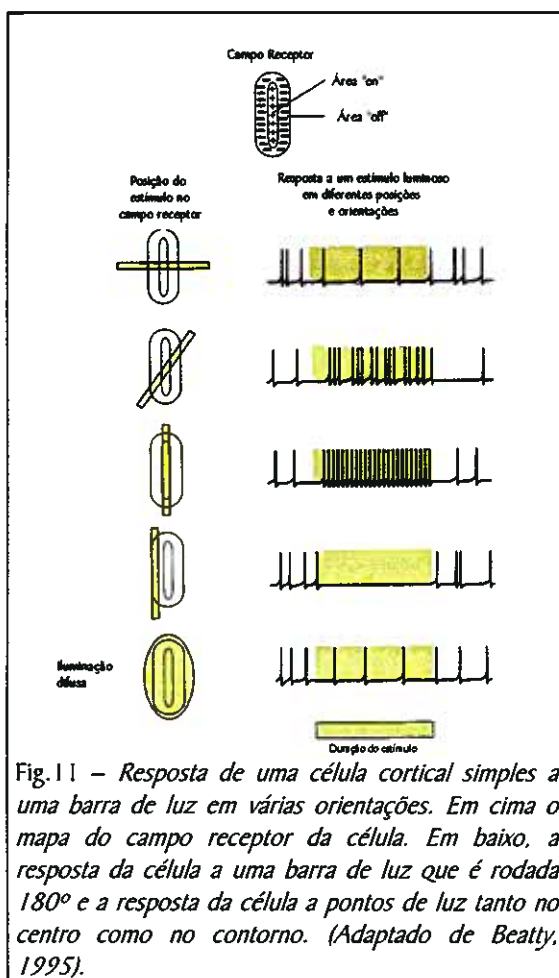 Campo Receptor
Área "on"
Área "off"
Posição do
estímulo no
campo receptor
Resposta a um estímulo luminoso
em diferentes posições
e orientações
Iluminação
difusa
Duração do estímulo
Fig.11 – Resposta de uma célula cortical simples a
uma barra de luz em várias orientações. Em cima o
mapa do campo receptor da célula. Em baixo, a
resposta da célula a uma barra de luz que é rodada
180º e a resposta da célula a pontos de luz tanto no
centro como no contorno. (Adaptado de Beatty,
1995).